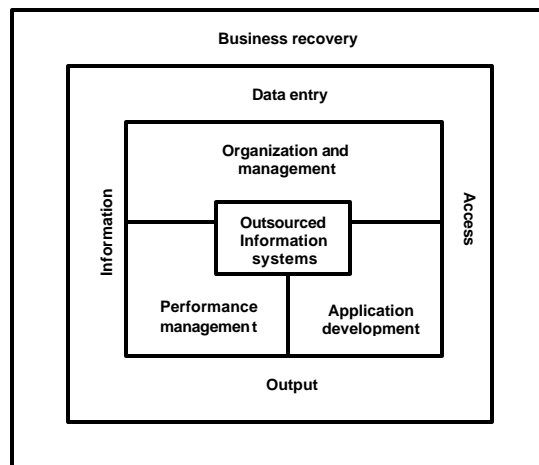 Business recovery
Data entry
Organization and
management
Information
Access
Outsourced
Information
systems
Performance
management
Application
development
Output